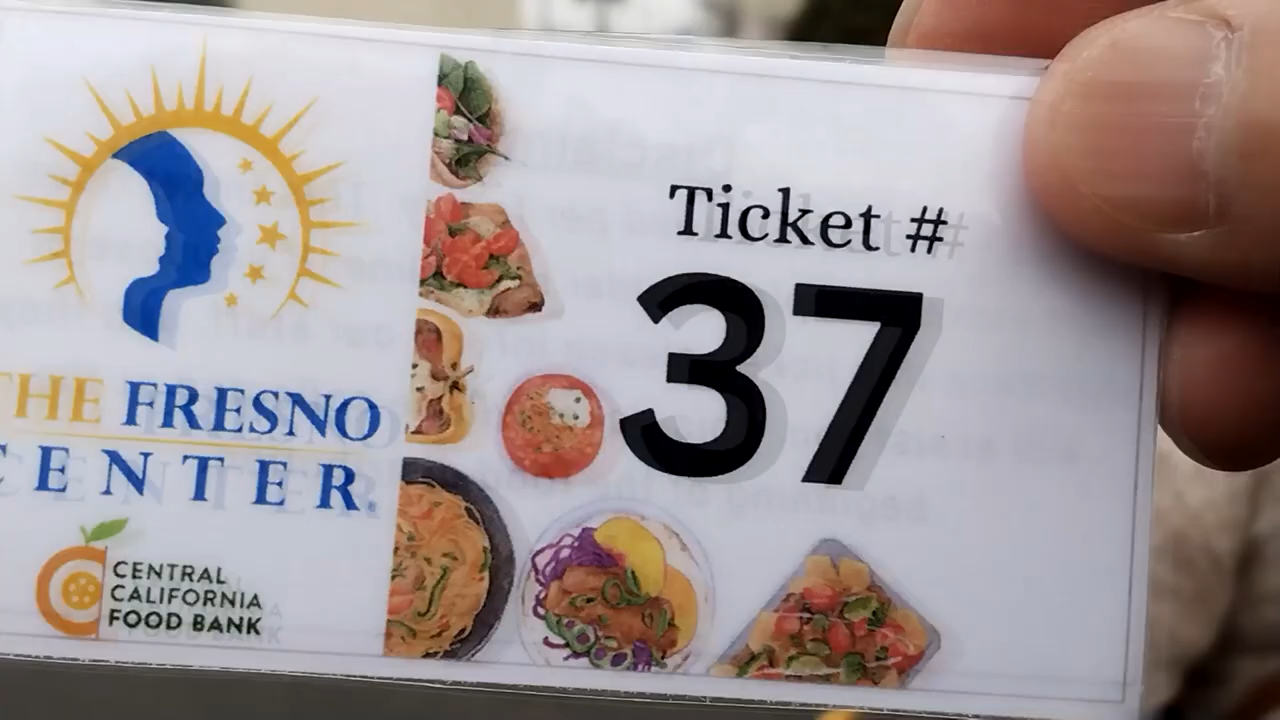 THE FRESNO
CENTER
CENTRAL
CALIFORNIA
FOOD BANK
Ticket #
37